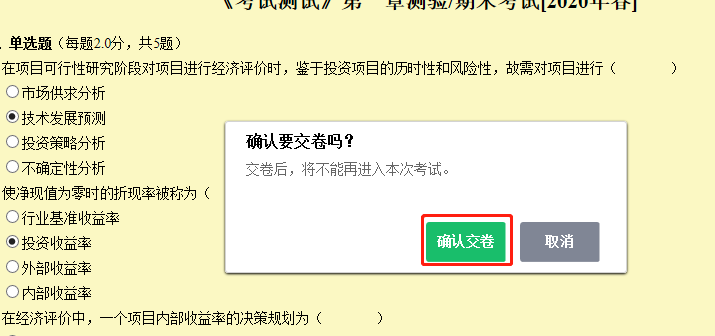 《考试测试》第一章测验/期末考试[2020年春]
. 单选题（每题2.0分，共5题）
在项目可行性研究阶段对项目进行经济评价时，鉴于投资项目的历时性和风险性，故需对项目进行（ ）
市场供求分析
技术发展预测
投资策略分析
不确定性分析
使净现值为零时的折现率被称为（
行业基准收益率
投资收益率
外部收益率
内部收益率
在经济评价中，一个项目内部收益率的决策规划为（ ）
确认要交卷吗？
交卷后，将不能再进入本次考试。
确认交卷
取消